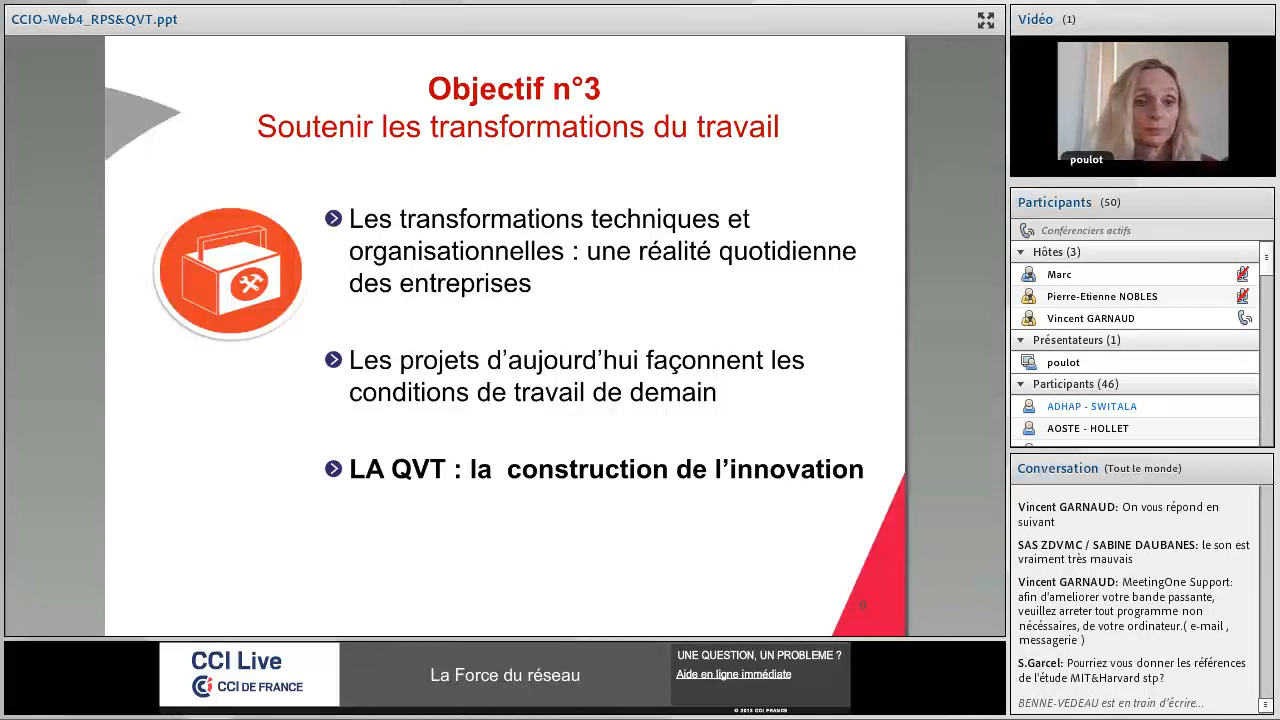 CCIO-Web4_RPS&QVT.ppt
Objectif n°3
Soutenir les transformations du travail
Les transformations techniques et
organisationnelles : une réalité quotidienne
des entreprises
Les projets d’aujourd’hui façonnent les
conditions de travail de demain
LA QVT : la construction de l’innovation
CCI Live
CCI DE FRANCE
La Force du réseau
UNE QUESTION, UN PROBLEME ?
Aide en ligne immédiate
© 2013 CCI FRANCE
Vidéo (1)
poulot
Participants (50)
Conférenciers actifs
Hôtes (3)
Marc
Pierre-Etienne NOBLES
Vincent GARNAUD
Présentateurs (1)
poulot
Participants (46)
ADHAP - SWITALA
AOSTE - HOLLET
Conversation (Tout le monde)
Vincent GARNAUD: On vous répond en
suivant
SAS ZDVMC / SABINE DAUBANES: le son est
vraiment très mauvais
Vincent GARNAUD: MeetingOne Support:
afin d'ameliorer votre bande passante,
veuillez arreter tout programme non
nécéssaires, de votre ordinateur.( e-mail ,
messagerie )
S.Garcel: Pourriez vous donner les références
de l'étude MIT&Harvard stp?
BENNE-VEDEAU est en train d'écrire...